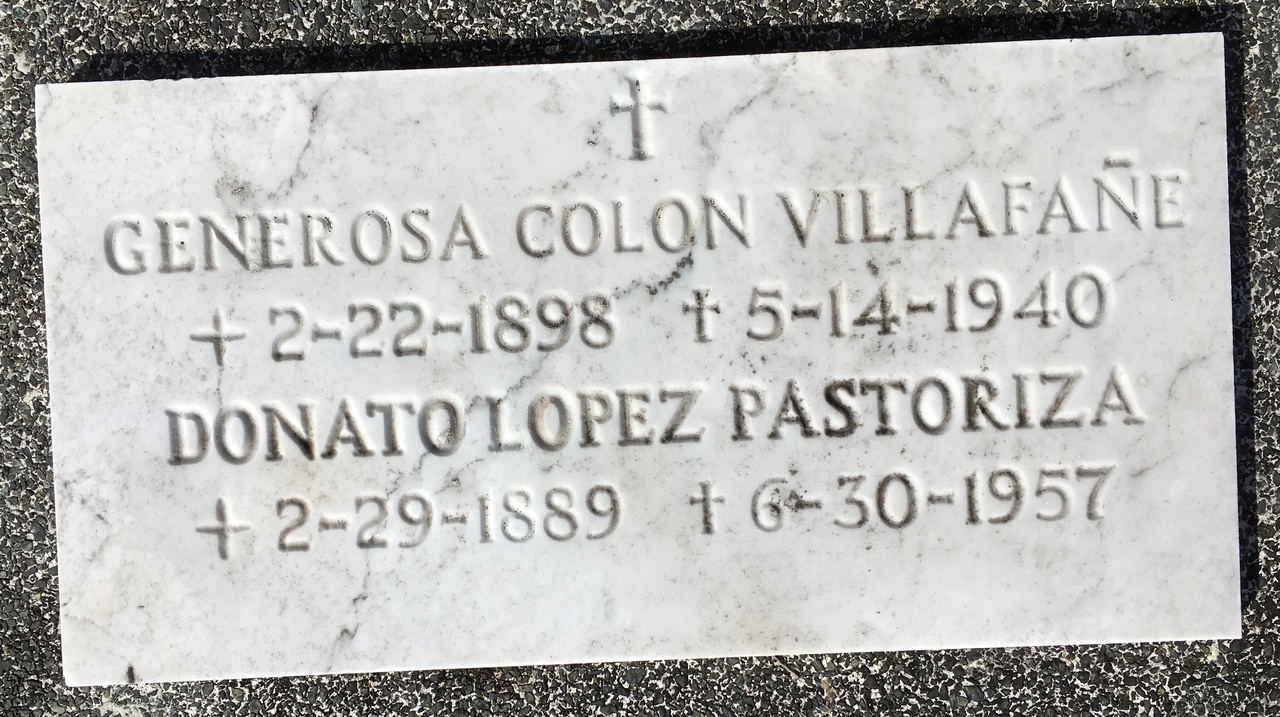 GENEROSA COLON VILLAFAÑE
+ 2-22-1898 † 5-14-1940
DONATO LOPEZ PASTORIZA
+ 2-29-1889 † 6-30-1957